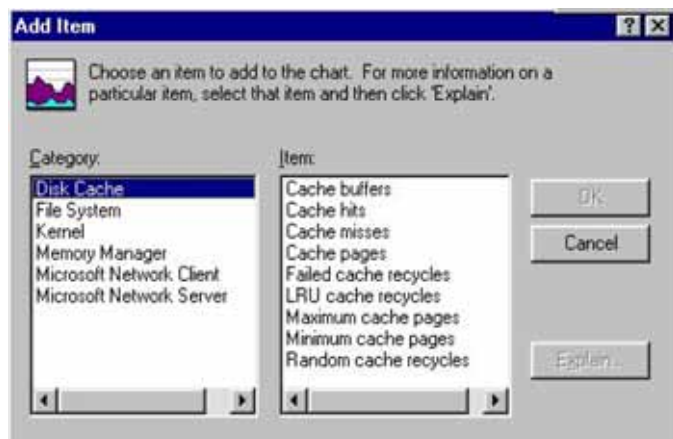 Add Item
Choose an item to add to the chart. For more information on a
particular item, select that item and then click 'Explain'.
Category:
Disk Cache
File System
Kernel
Memory Manager
Microsoft Network Client
Microsoft Network Server
Item:
Cache buffers
Cache hits
Cache misses
Cache pages
Failed cache recycles
LRU cache recycles
Maximum cache pages
Minimum cache pages
Random cache recycles
OK
Cancel
Explain...